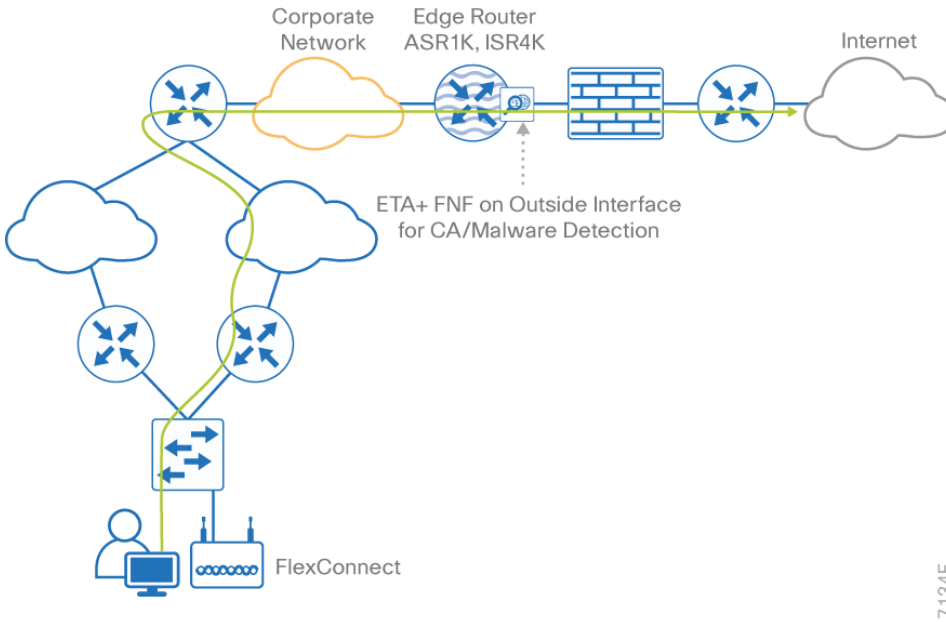 Corporate
Network
Edge Router
ASR1K, ISR4K
Internet
ETA+ FNF on Outside Interface
for CA/Malware Detection
FlexConnect